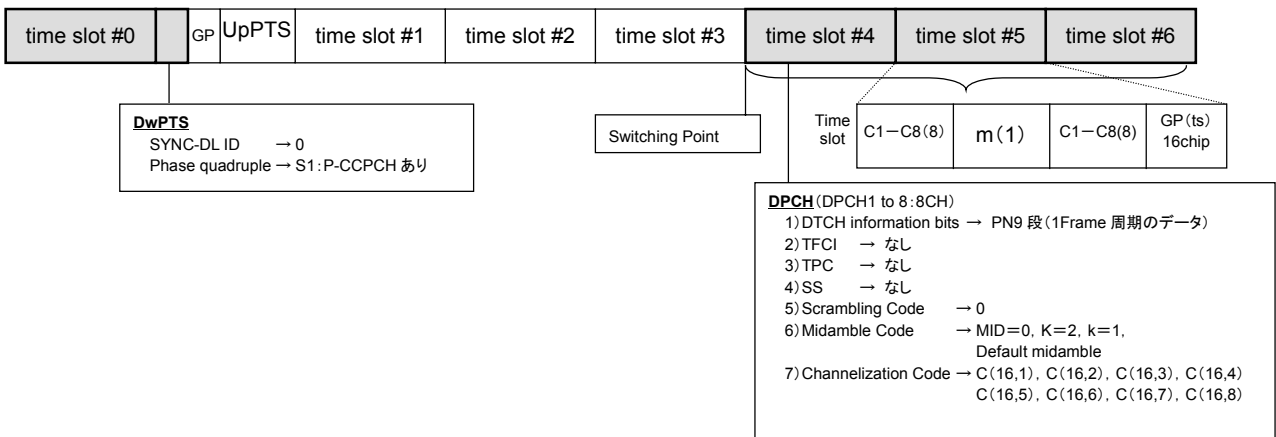 time slot #0 GP UpPTS time slot #1 time slot #2 time slot #3 time slot #4 time slot #5 time slot #6
DwPTS
SYNC-DL ID → 0
Phase quadruple → S1：P-CCPCH あり
Switching Point
Time slot
C1－C8(8) m(1) C1－C8(8) GP(ts) 16chip
DPCH（DPCH1 to 8：8CH）
1）DTCH information bits → PN9 段（1Frame 周期のデータ）
2）TFCI → なし
3）TPC → なし
4）SS → なし
5）Scrambling Code → 0
6）Midamble Code → MID＝0，K＝2，k＝1，
Default midamble
7）Channelization Code → C（16,1），C（16,2），C（16,3），C（16,4）
C（16,5），C（16,6），C（16,7），C（16,8）